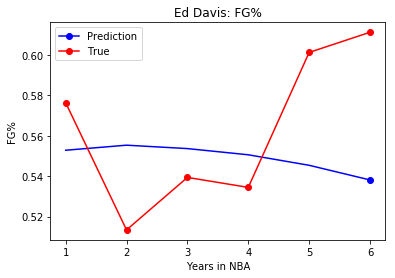 Ed Davis: FG%
Prediction
True
0.60
0.58
0.56
0.54
0.52
FG%
1 2 3 4 5 6
Years in NBA